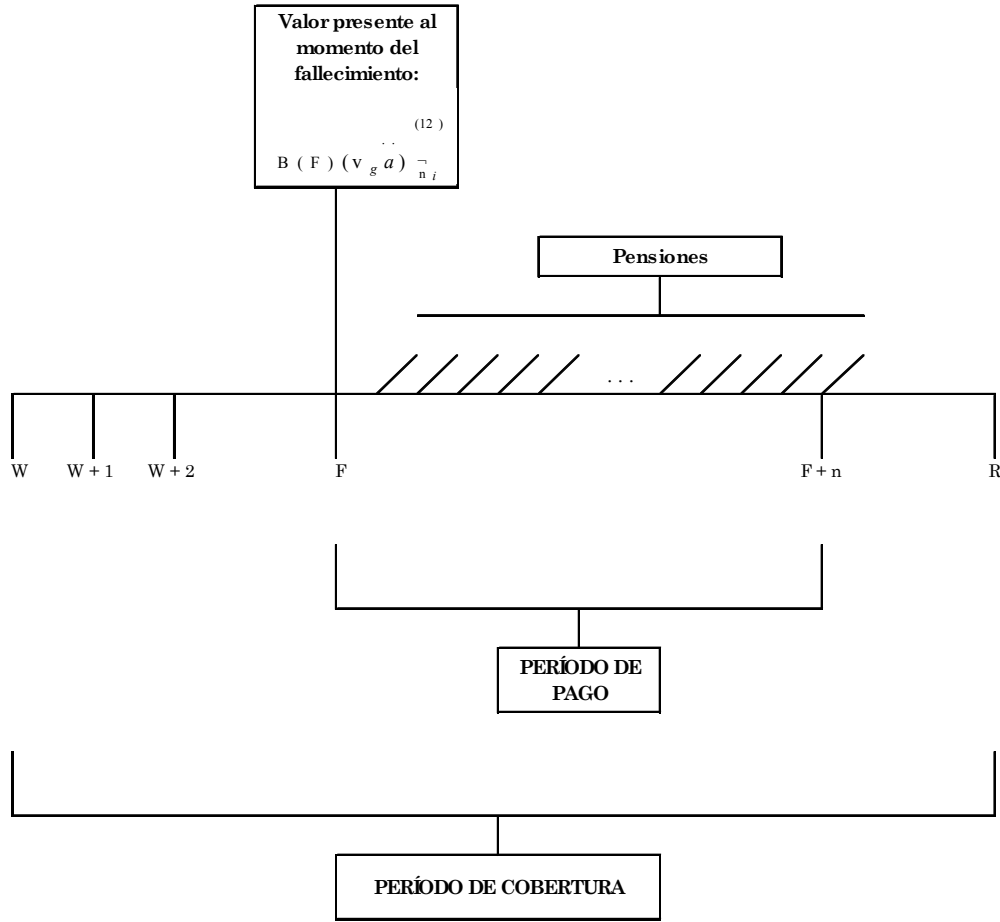 Valor presente al
momento del
fallecimiento:
(12 )
. .
B ( F ) ( v g a ) ¬
n i
Pensiones
. . .
W W + 1 W + 2 F F + n R
PERÍODO DE
PAGO
PERÍODO DE COBERTURA